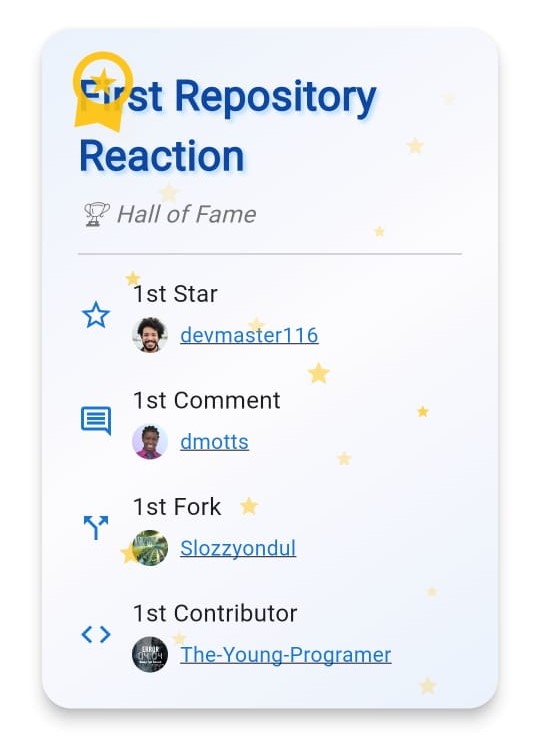 First Repository
Reaction
Hall of Fame
1st Star
devmaster116
1st Comment
dmotts
1st Fork
Slozzyondul
1st Contributor
The-Young-Programer